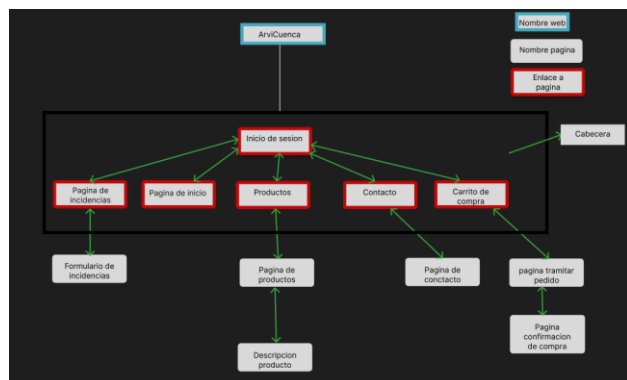 Nombre web
ArviCuenca
Nombre pagina
Enlace a
pagina
Inicio de sesion
Cabecera
Pagina de
incidencias
Pagina de inicio
Productos
Contacto
Carrito de
compra
Formulario de
incidencias
Pagina de
productos
Pagina de
conctacto
pagina tramitar
pedido
Pagina
confirmacion
de compra
Descripcion
producto